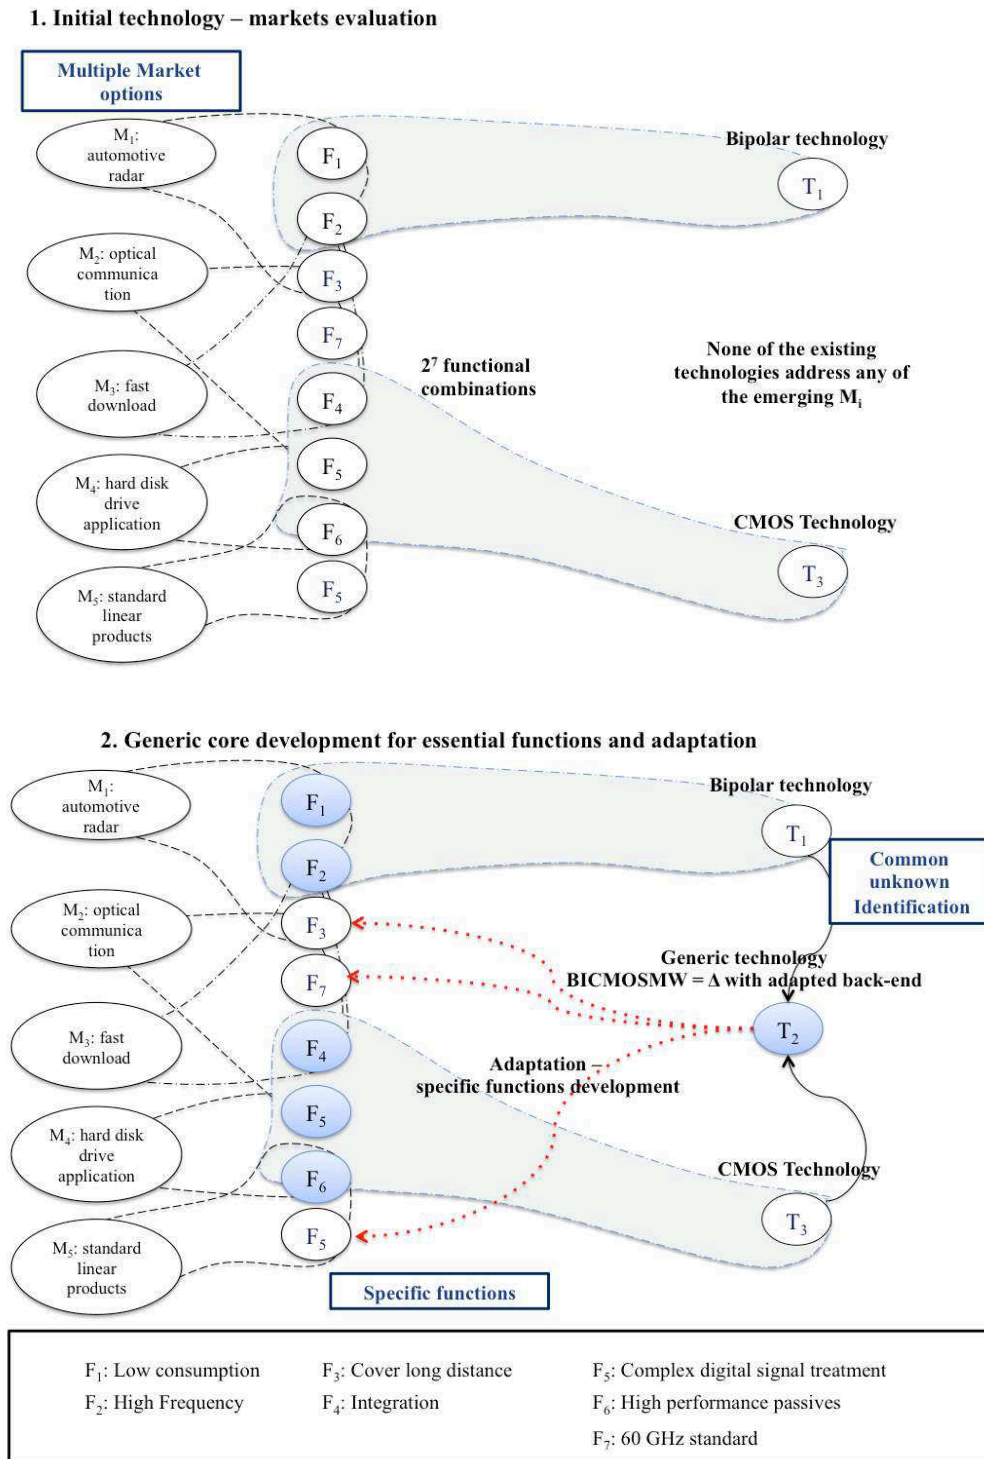 1. Initial technology – markets evaluation
Multiple Market
options
M1:
automotive
radar
M2: optical
communica
tion
M3: fast
download
M4: hard disk
drive
application
M5: standard
linear
products
F1
F2
F3
F7
F4
F5
F6
F5
2^7 functional
combinations
Bipolar technology
T1
None of the existing
technologies address any of
the emerging Mi
CMOS Technology
T3
2. Generic core development for essential functions and adaptation
M1:
automotive
radar
M2: optical
communica
tion
M3: fast
download
M4: hard disk
drive
application
M5: standard
linear
products
F1
F2
F3
F7
F4
F5
F6
F5
Bipolar technology
T1
Common
unknown
Identification
Generic technology
BICMOSMW = Δ with adapted back-end
T2
Adaptation –
specific functions development
CMOS Technology
T3
Specific functions
F1: Low consumption
F2: High Frequency
F3: Cover long distance
F4: Integration
F5: Complex digital signal treatment
F6: High performance passives
F7: 60 GHz standard